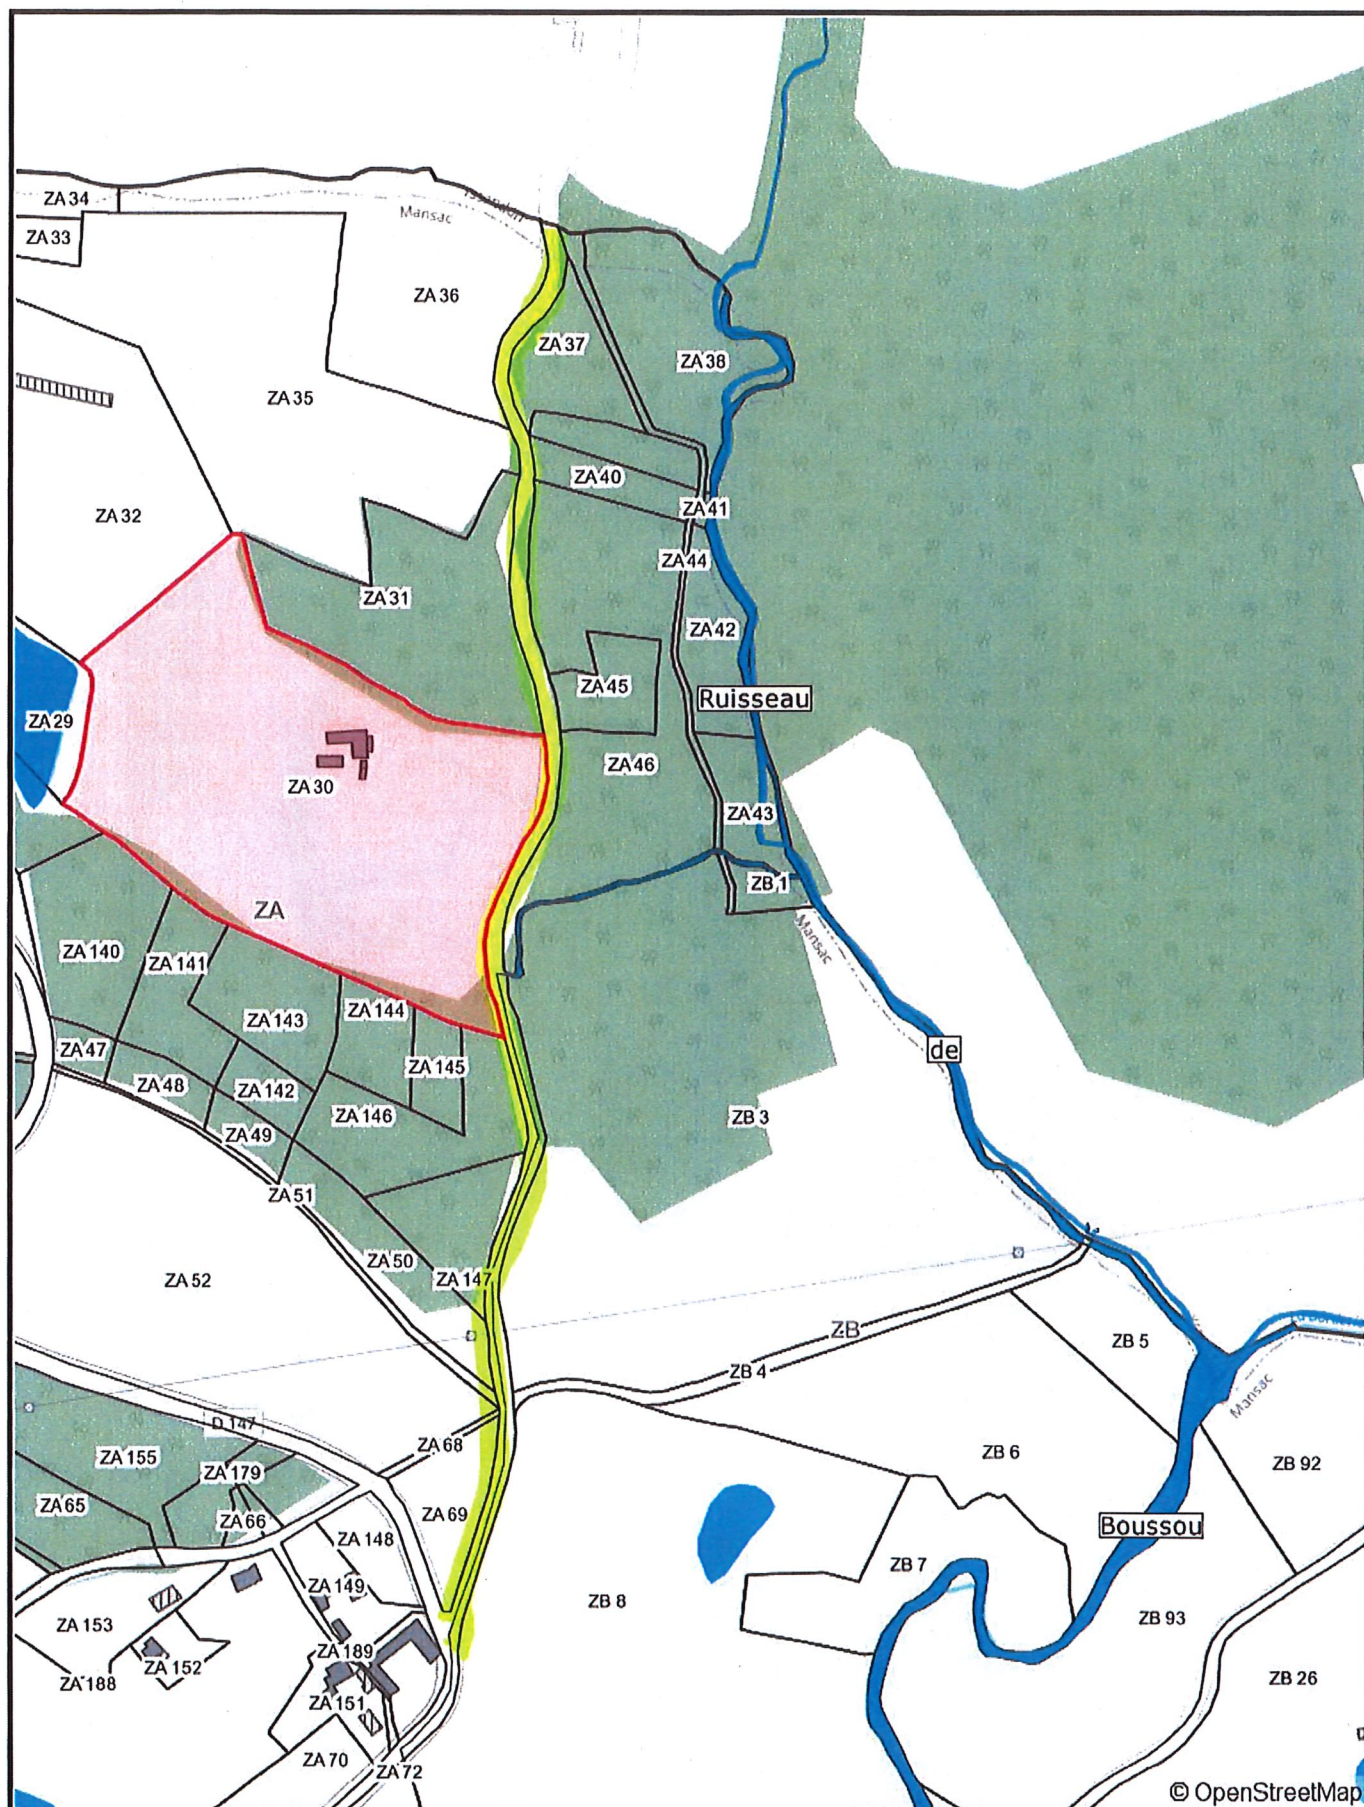 ZA 34
Mansac
Issandon
ZA 33
ZA 36
ZA 37
ZA 38
ZA 35
ZA 40
ZA 32
ZA 41
ZA 44
ZA 31
ZA 42
ZA 45
Ruisseau
ZA 29
ZA 46
ZA 30
ZA 43
ZB 1
ZA
Mansac
ZA 140
ZA 141
ZA 144
ZA 143
de
ZA 47
ZA 145
ZA 48
ZA 142
ZA 146
ZB 3
ZA 49
ZA 51
ZA 50
ZA 52
ZA 147
ZB
ZB 5
ZB 4
Mansac
D 147
ZA 68
ZB 6
ZA 155
ZA 179
ZB 92
ZA 65
ZA 66
ZA 69
Boussou
ZA 148
ZB 7
ZA 149
ZB 8
ZA 153
ZB 93
ZA 189
ZA 152
ZA 188
ZA 151
ZB 26
ZA 70
ZA 72
© OpenStreetMap